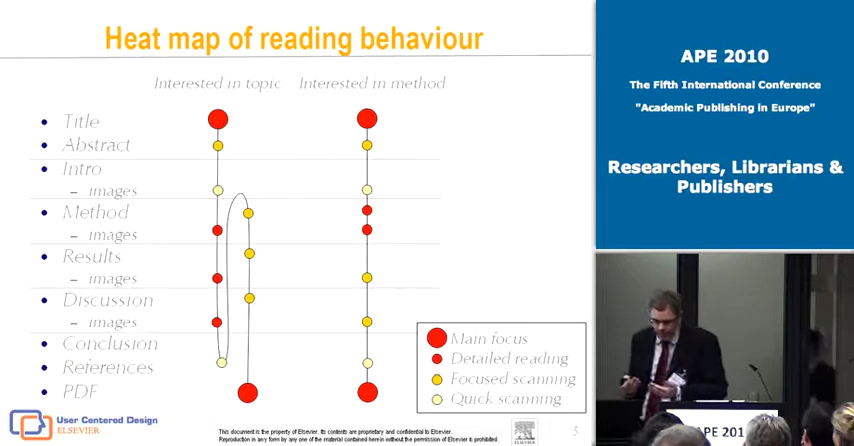 Heat map of reading behaviour
Interested in topic
Interested in method
• Title
• Abstract
• Intro
– images
• Method
– images
• Results
– images
• Discussion
– images
• Conclusion
• References
• PDF
Main focus
Detailed reading
Focused scanning
Quick scanning
User Centered Design
ELSEVIER
This document is the property of Elsevier. Its contents are proprietary and confidential to Elsevier.
Reproduction in any form by any one of the material contained herein without the permission of Elsevier is prohibited.
ELSEVIER
5
APE 2010
The Fifth International Conference
"Academic Publishing in Europe"
Researchers, Librarians &
Publishers
APE 201